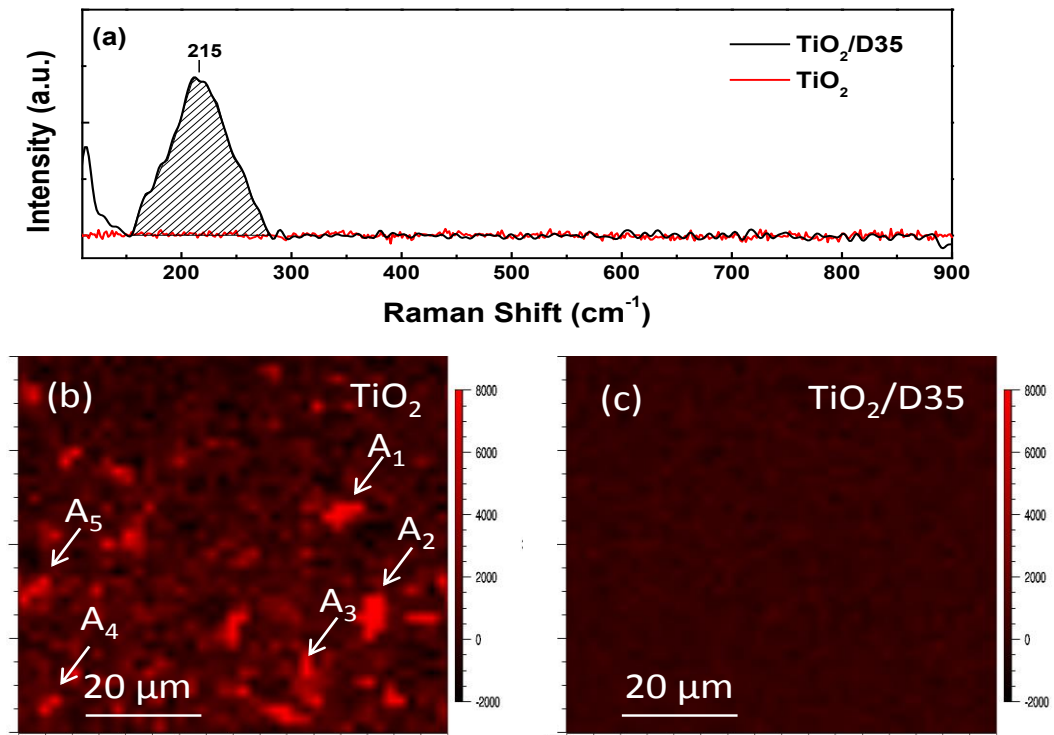 (a)
215
TiO₂/D35
TiO₂
Intensity (a.u.)
200 300 400 500 600 700 800 900
Raman Shift (cm⁻¹)
(b) TiO₂
A₁
A₅
A₂
A₃
A₄
20 µm
8000
6000
4000
2000
0
-2000
(c) TiO₂/D35
20 µm
8000
6000
4000
2000
0
-2000